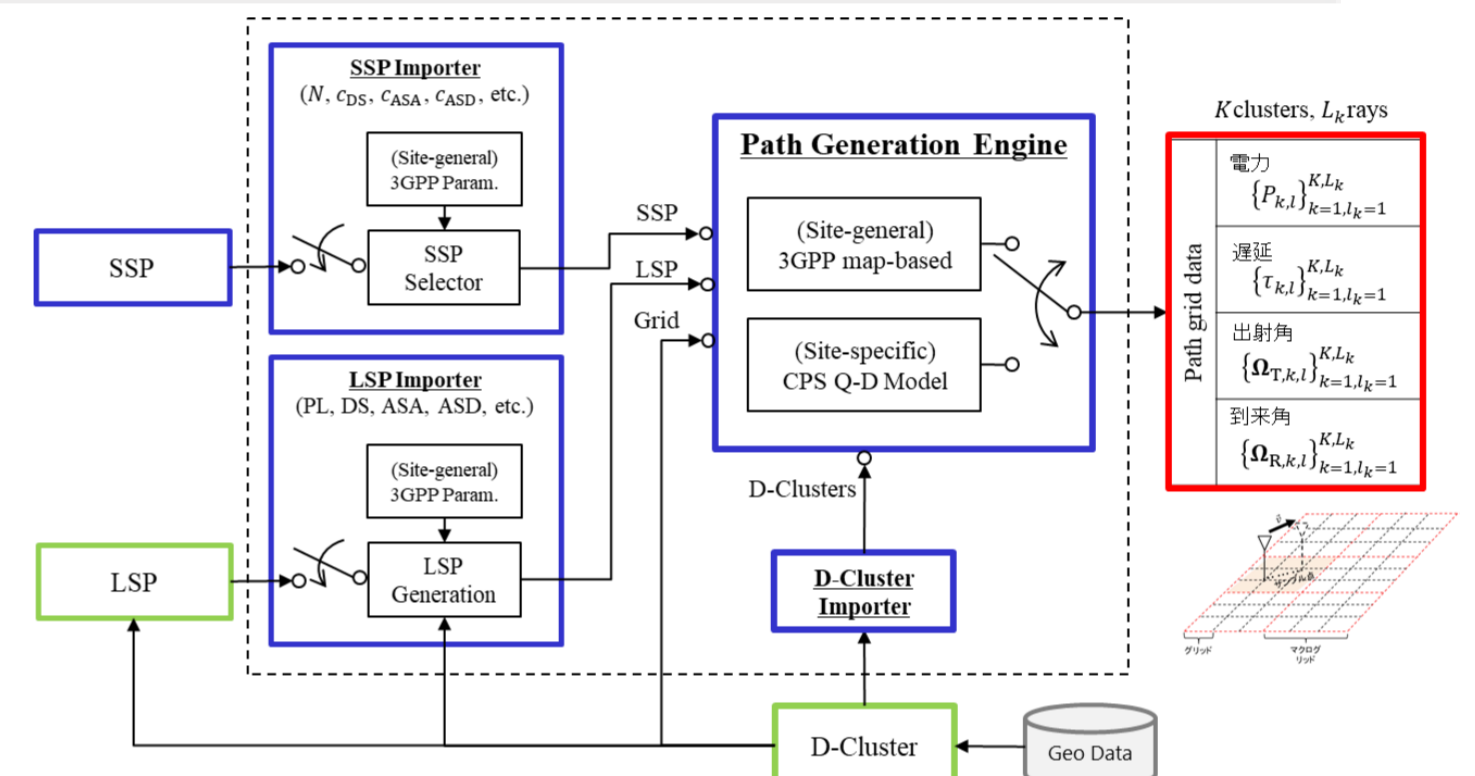 SSP Importer
(N, c_DS, c_ASA, c_ASD, etc.)
(Site-general)
3GPP Param.
SSP
Selector
SSP
LSP Importer
(PL, DS, ASA, ASD, etc.)
(Site-general)
3GPP Param.
LSP
Generation
LSP
SSP
LSP
Grid
Path Generation Engine
(Site-general)
3GPP map-based
(Site-specific)
CPS Q-D Model
D-Clusters
D-Cluster
Importer
D-Cluster
Geo Data
K clusters, L_k rays
Path grid data
電力
{P_{k,l}}_{k=1,l_k=1}^{K,L_k}
遅延
{τ_{k,l}}_{k=1,l_k=1}^{K,L_k}
出射角
{Ω_{T,k,l}}_{k=1,l_k=1}^{K,L_k}
到来角
{Ω_{R,k,l}}_{k=1,l_k=1}^{K,L_k}
グリッド
マクログ
リッド